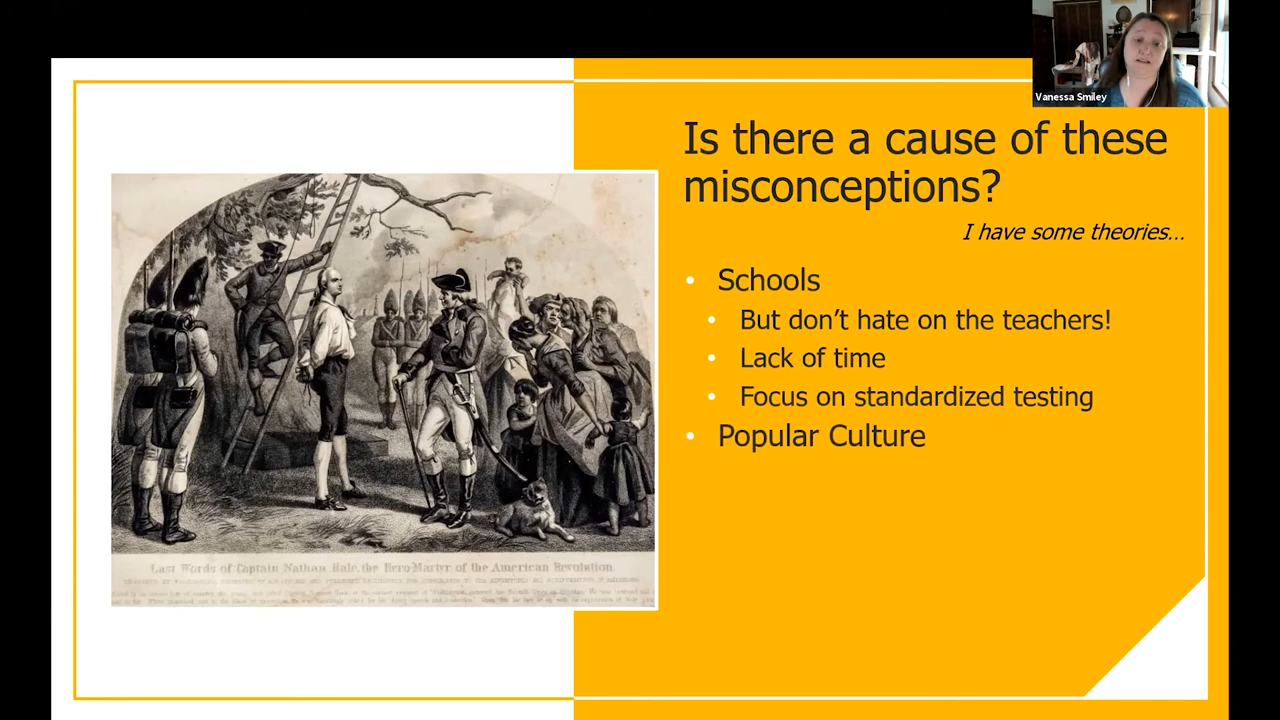 Vanessa Smiley
Is there a cause of these
misconceptions?
I have some theories...
• Schools
• But don't hate on the teachers!
• Lack of time
• Focus on standardized testing
• Popular Culture
Last Words of Captain Nathan Hale, the Hero-Martyr of the American Revolution.